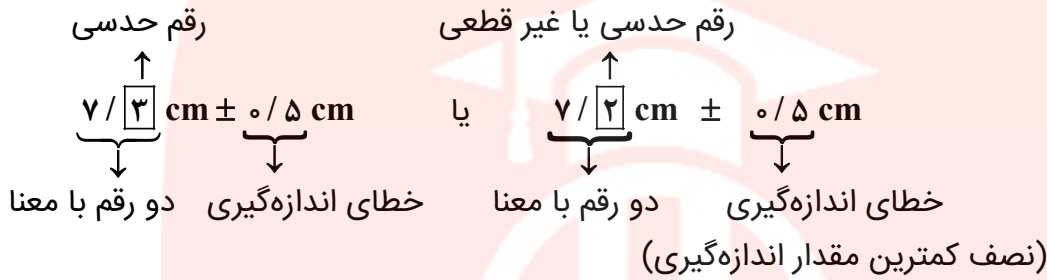 رقم حدسی یا غیر قطعی رقم حدسی
۷/۲ cm ± ۰/۵ cm یا ۷/۳ cm ± ۰/۵ cm
خطای اندازه‌گیری دو رقم با معنا خطای اندازه‌گیری دو رقم با معنا
(نصف کمترین مقدار اندازه‌گیری)